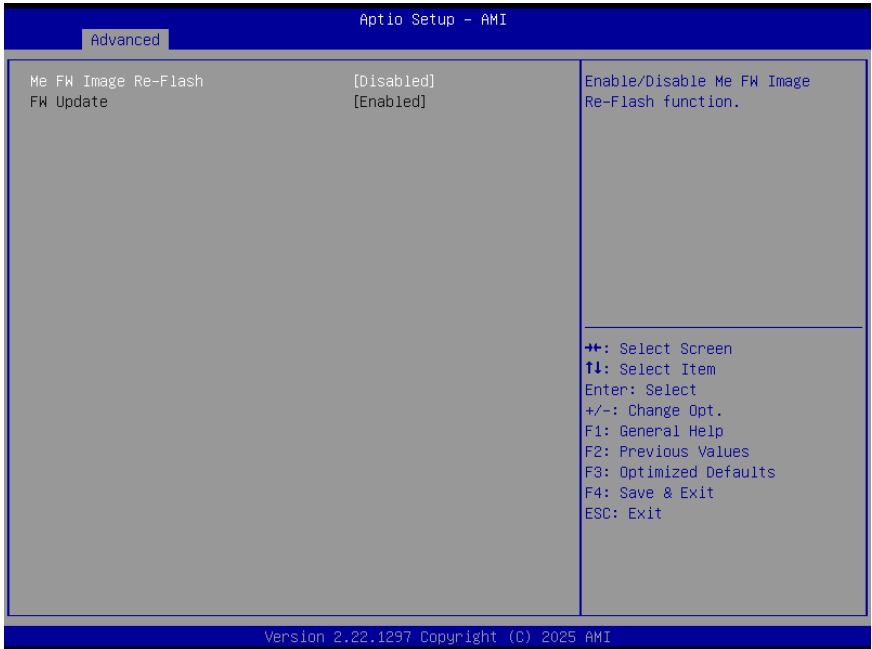 Aptio Setup – AMI
Advanced
Me FW Image Re-Flash [Disabled]
FW Update [Enabled]
Enable/Disable Me FW Image
Re-Flash function.
→←: Select Screen
↑↓: Select Item
Enter: Select
+/-: Change Opt.
F1: General Help
F2: Previous Values
F3: Optimized Defaults
F4: Save & Exit
ESC: Exit
Version 2.22.1297 Copyright (C) 2025 AMI